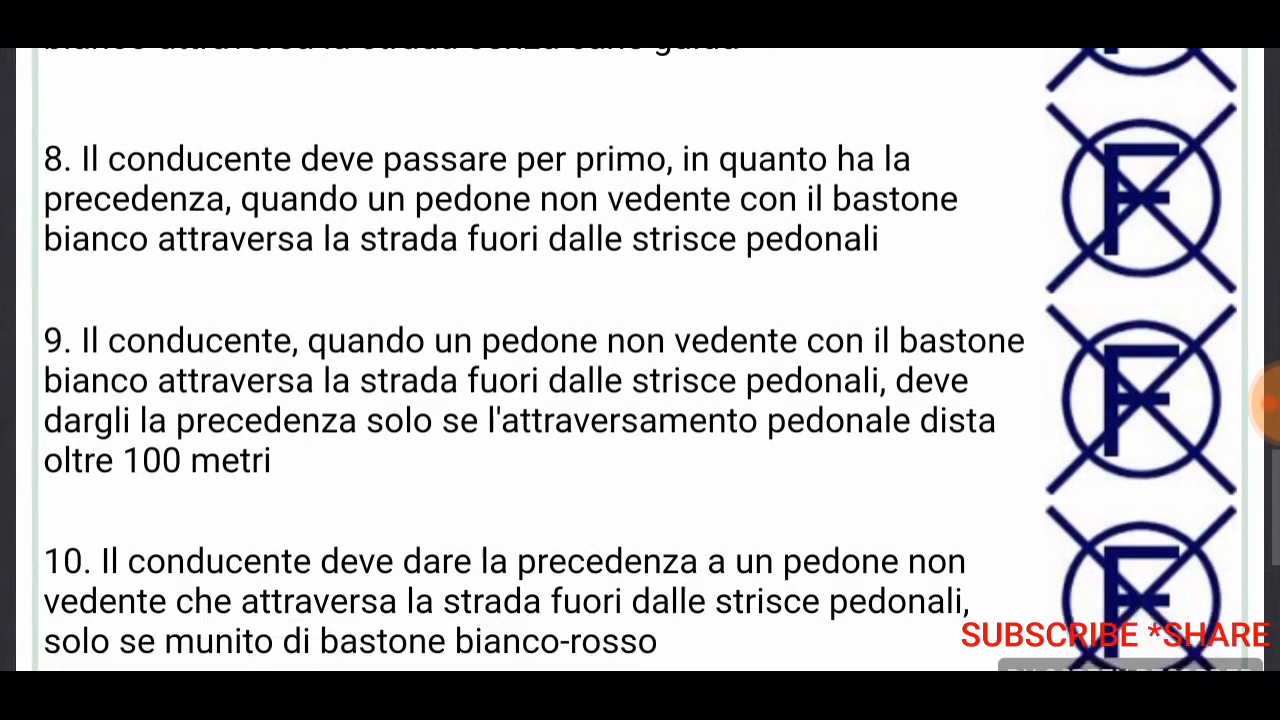 8. Il conducente deve passare per primo, in quanto ha la
precedenza, quando un pedone non vedente con il bastone
bianco attraversa la strada fuori dalle strisce pedonali
F
9. Il conducente, quando un pedone non vedente con il bastone
bianco attraversa la strada fuori dalle strisce pedonali, deve
dargli la precedenza solo se l'attraversamento pedonale dista
oltre 100 metri
F
10. Il conducente deve dare la precedenza a un pedone non
vedente che attraversa la strada fuori dalle strisce pedonali,
solo se munito di bastone bianco-rosso
F
SUBSCRIBE *SHARE